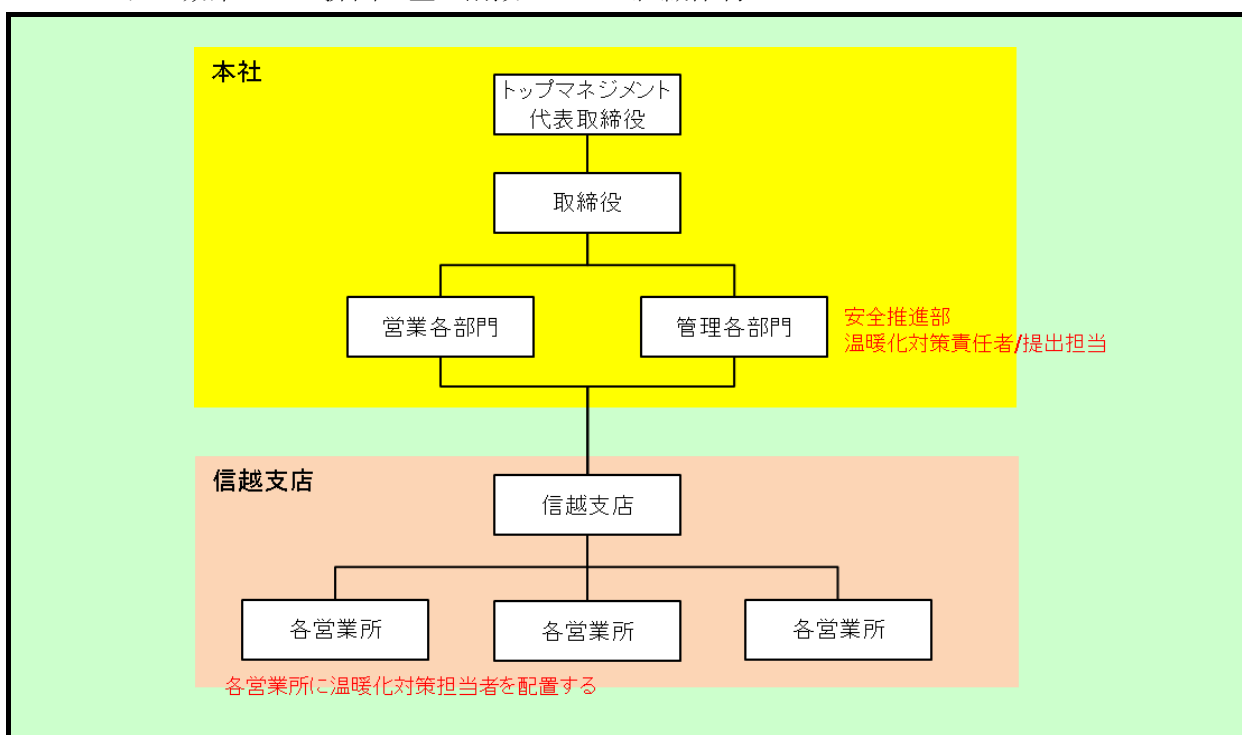 本社
トップマネジメント
代表取締役
取締役
営業各部門
管理各部門
安全推進部
温暖化対策責任者/提出担当
信越支店
信越支店
各営業所
各営業所
各営業所
各営業所に温暖化対策担当者を配置する